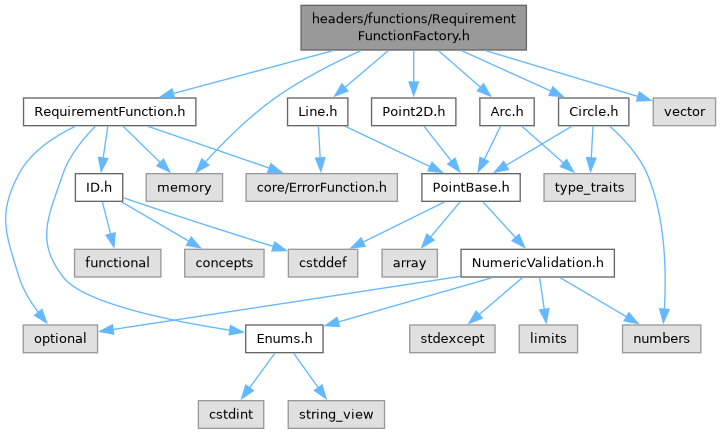 headers/functions/Requirement
FunctionFactory.h
RequirementFunction.h
Line.h
Point2D.h
Arc.h
Circle.h
vector
ID.h
memory
core/ErrorFunction.h
PointBase.h
type_traits
functional
concepts
cstddef
array
NumericValidation.h
optional
Enums.h
stdexcept
limits
numbers
cstdint
string_view